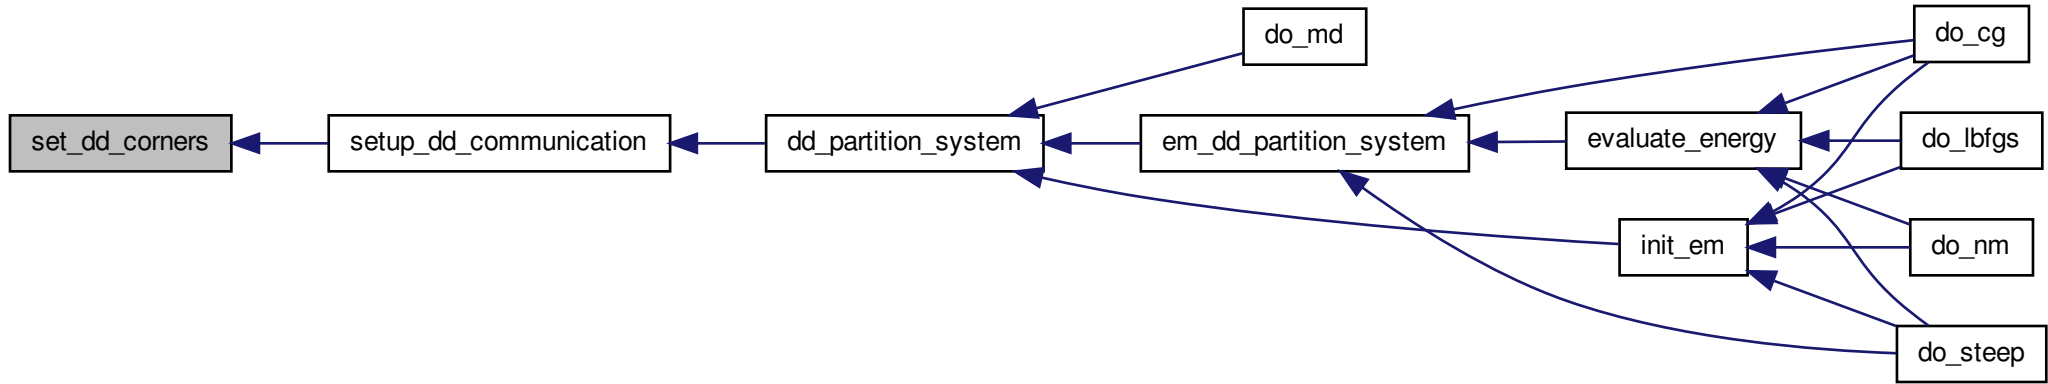 set_dd_corners
setup_dd_communication
dd_partition_system
do_md
em_dd_partition_system
evaluate_energy
init_em
do_cg
do_lbfgs
do_nm
do_steep